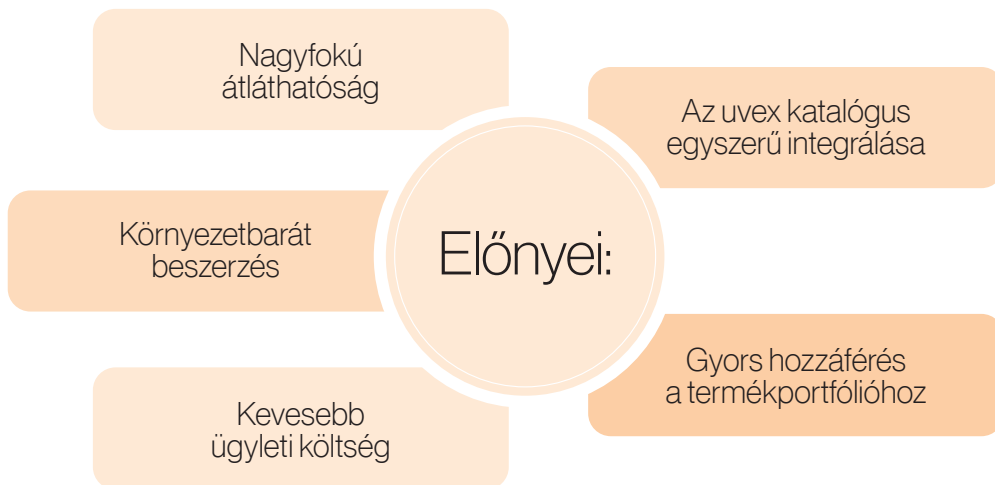 Nagyfokú
átláthatóság
Az uvex katalógus
egyszerű integrálása
Környezetbarát
beszerzés
Előnyei:
Gyors hozzáférés
a termékportfólióhoz
Kevesebb
ügyleti költség